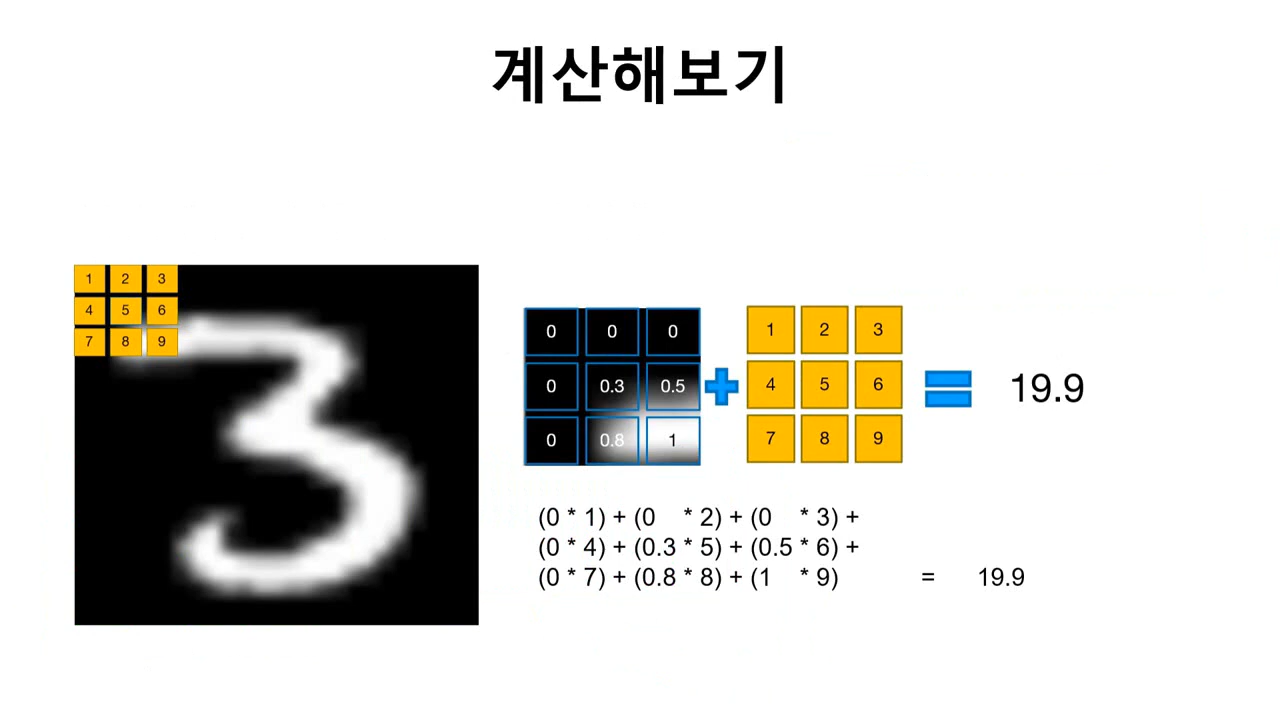 계산해보기
1 2 3
4 5 6
7 8 9
0 0 0
0 0.3 0.5
0 0.8 1
1 2 3
4 5 6
7 8 9
19.9
(0 * 1) + (0 * 2) + (0 * 3) +
(0 * 4) + (0.3 * 5) + (0.5 * 6) +
(0 * 7) + (0.8 * 8) + (1 * 9) = 19.9
3